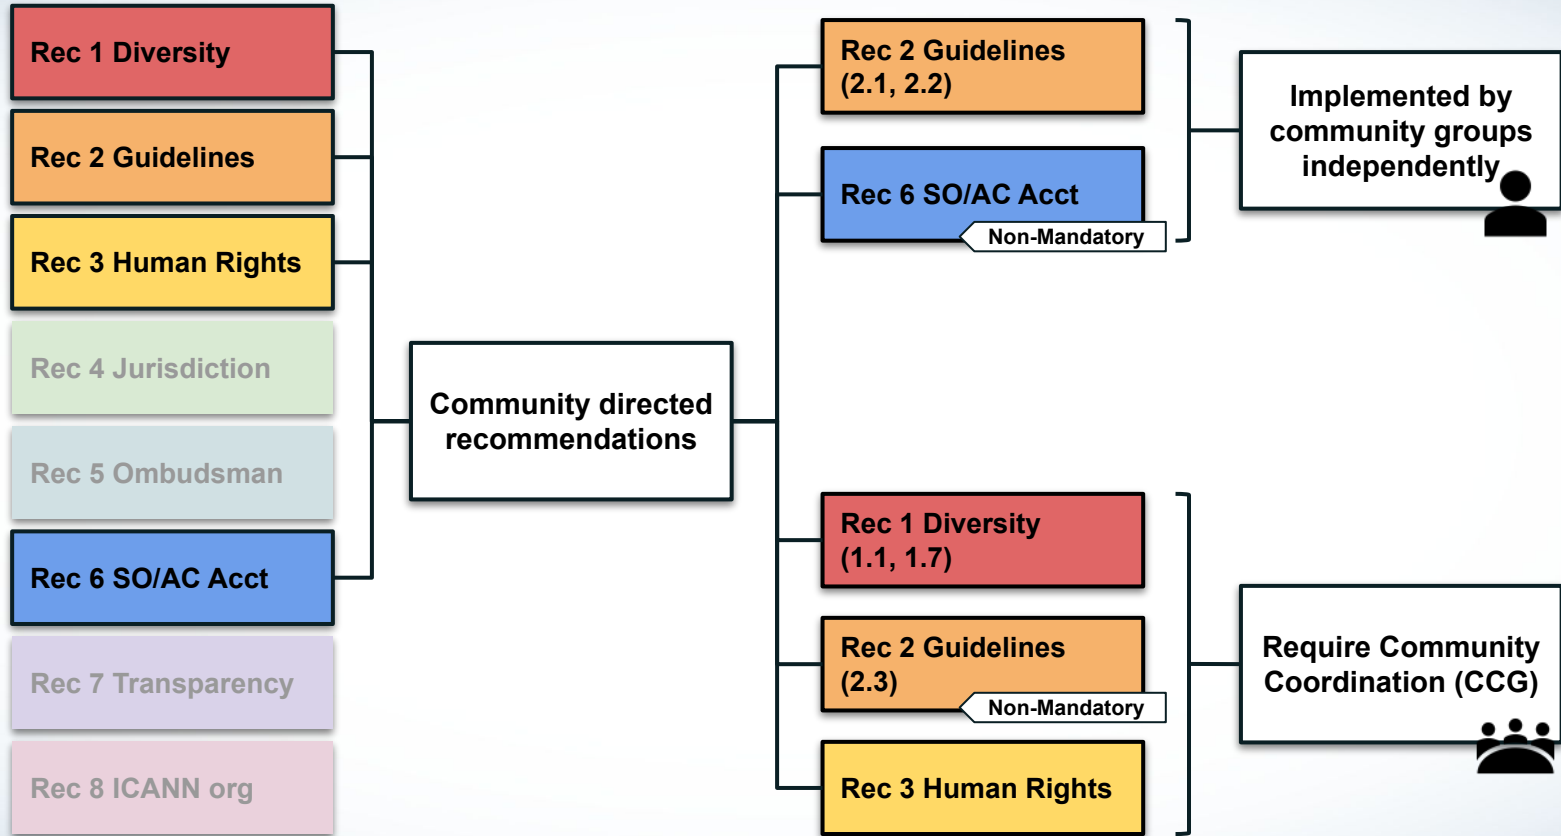 Rec 1 Diversity
Rec 2 Guidelines
Rec 3 Human Rights
Rec 4 Jurisdiction
Rec 5 Ombudsman
Rec 6 SO/AC Acct
Rec 7 Transparency
Rec 8 ICANN org
Community directed
recommendations
Rec 2 Guidelines
(2.1, 2.2)
Rec 6 SO/AC Acct
Non-Mandatory
Implemented by
community groups
independently
Rec 1 Diversity
(1.1, 1.7)
Rec 2 Guidelines
(2.3)
Non-Mandatory
Rec 3 Human Rights
Require Community
Coordination (CCG)